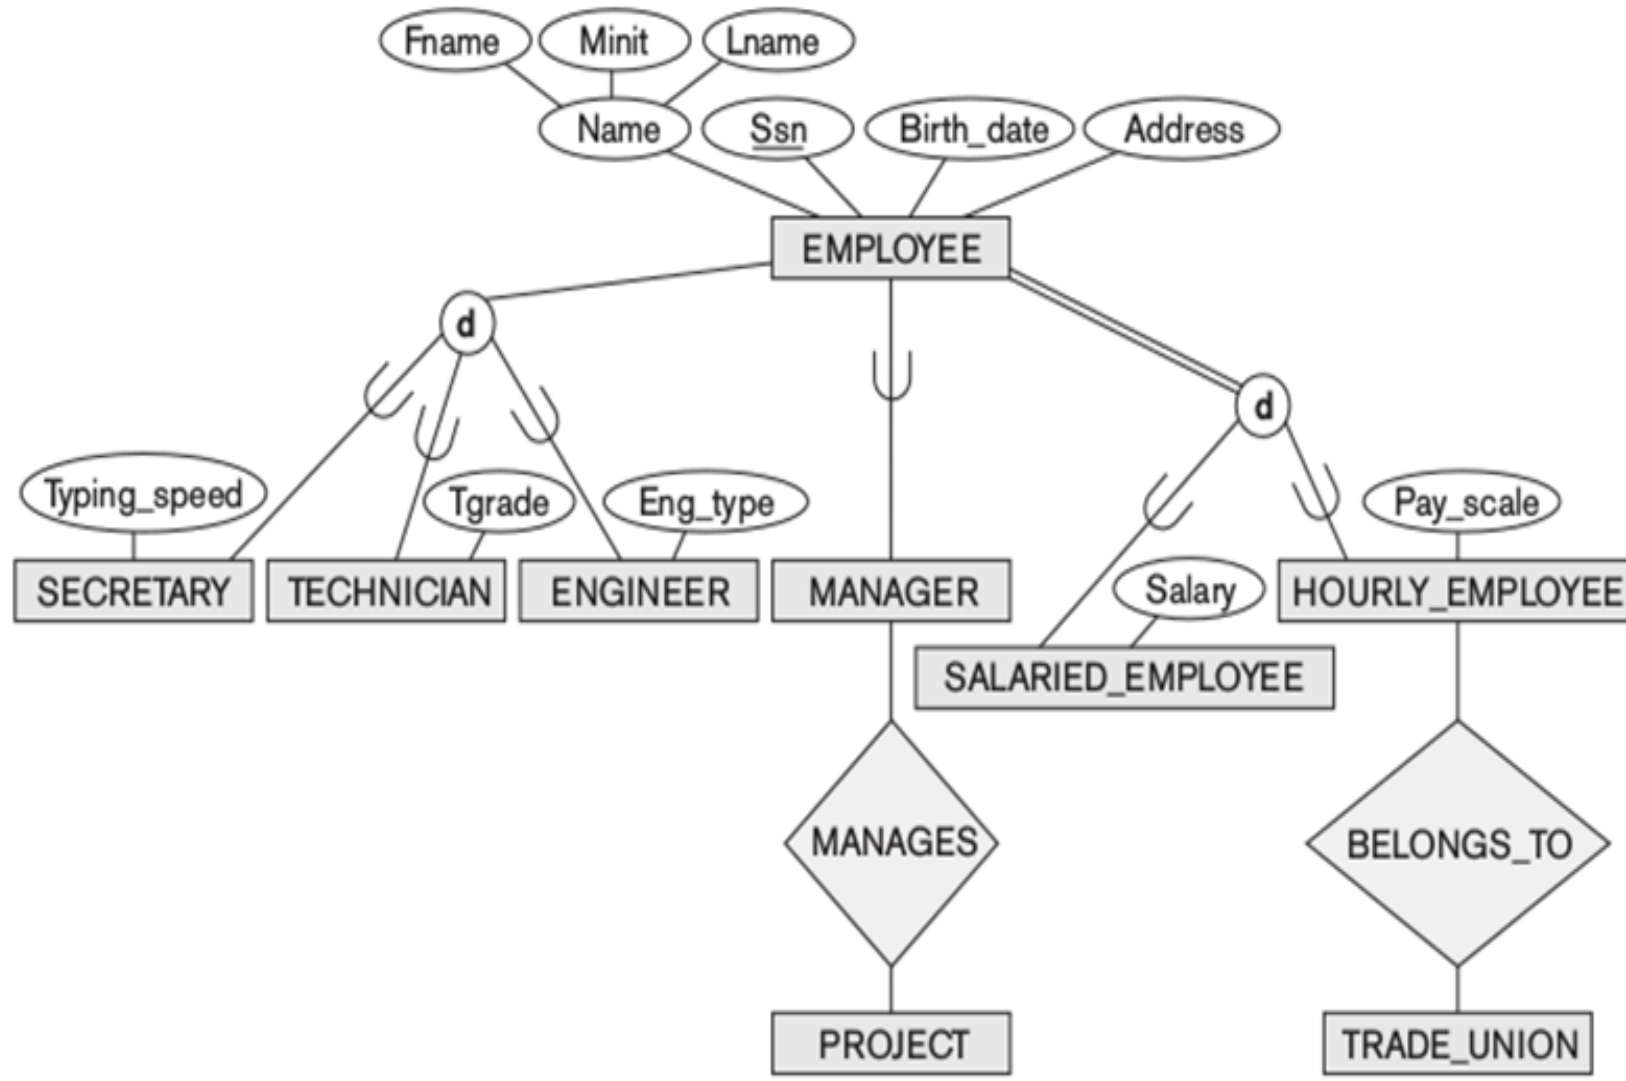 Fname Minit Lname
Name Ssn Birth_date Address
EMPLOYEE
d
d
Typing_speed Tgrade Eng_type Pay_scale
SECRETARY TECHNICIAN ENGINEER MANAGER Salary HOURLY_EMPLOYEE
SALARIED_EMPLOYEE
MANAGES BELONGS_TO
PROJECT TRADE_UNION